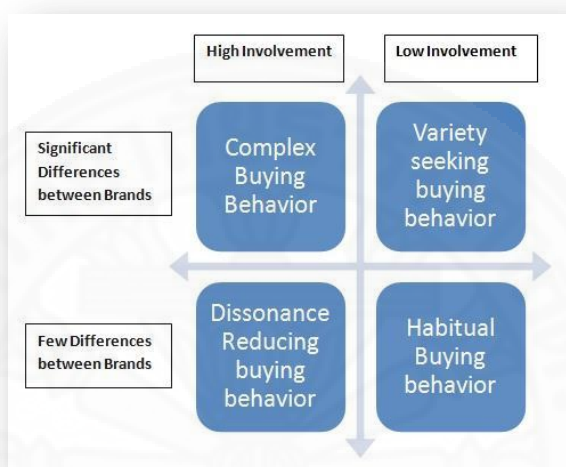 High Involvement
Low Involvement
Significant
Differences
between Brands
Complex
Buying
Behavior
Variety
seeking
buying
behavior
Few Differences
between Brands
Dissonance
Reducing
buying
behavior
Habitual
Buying
behavior